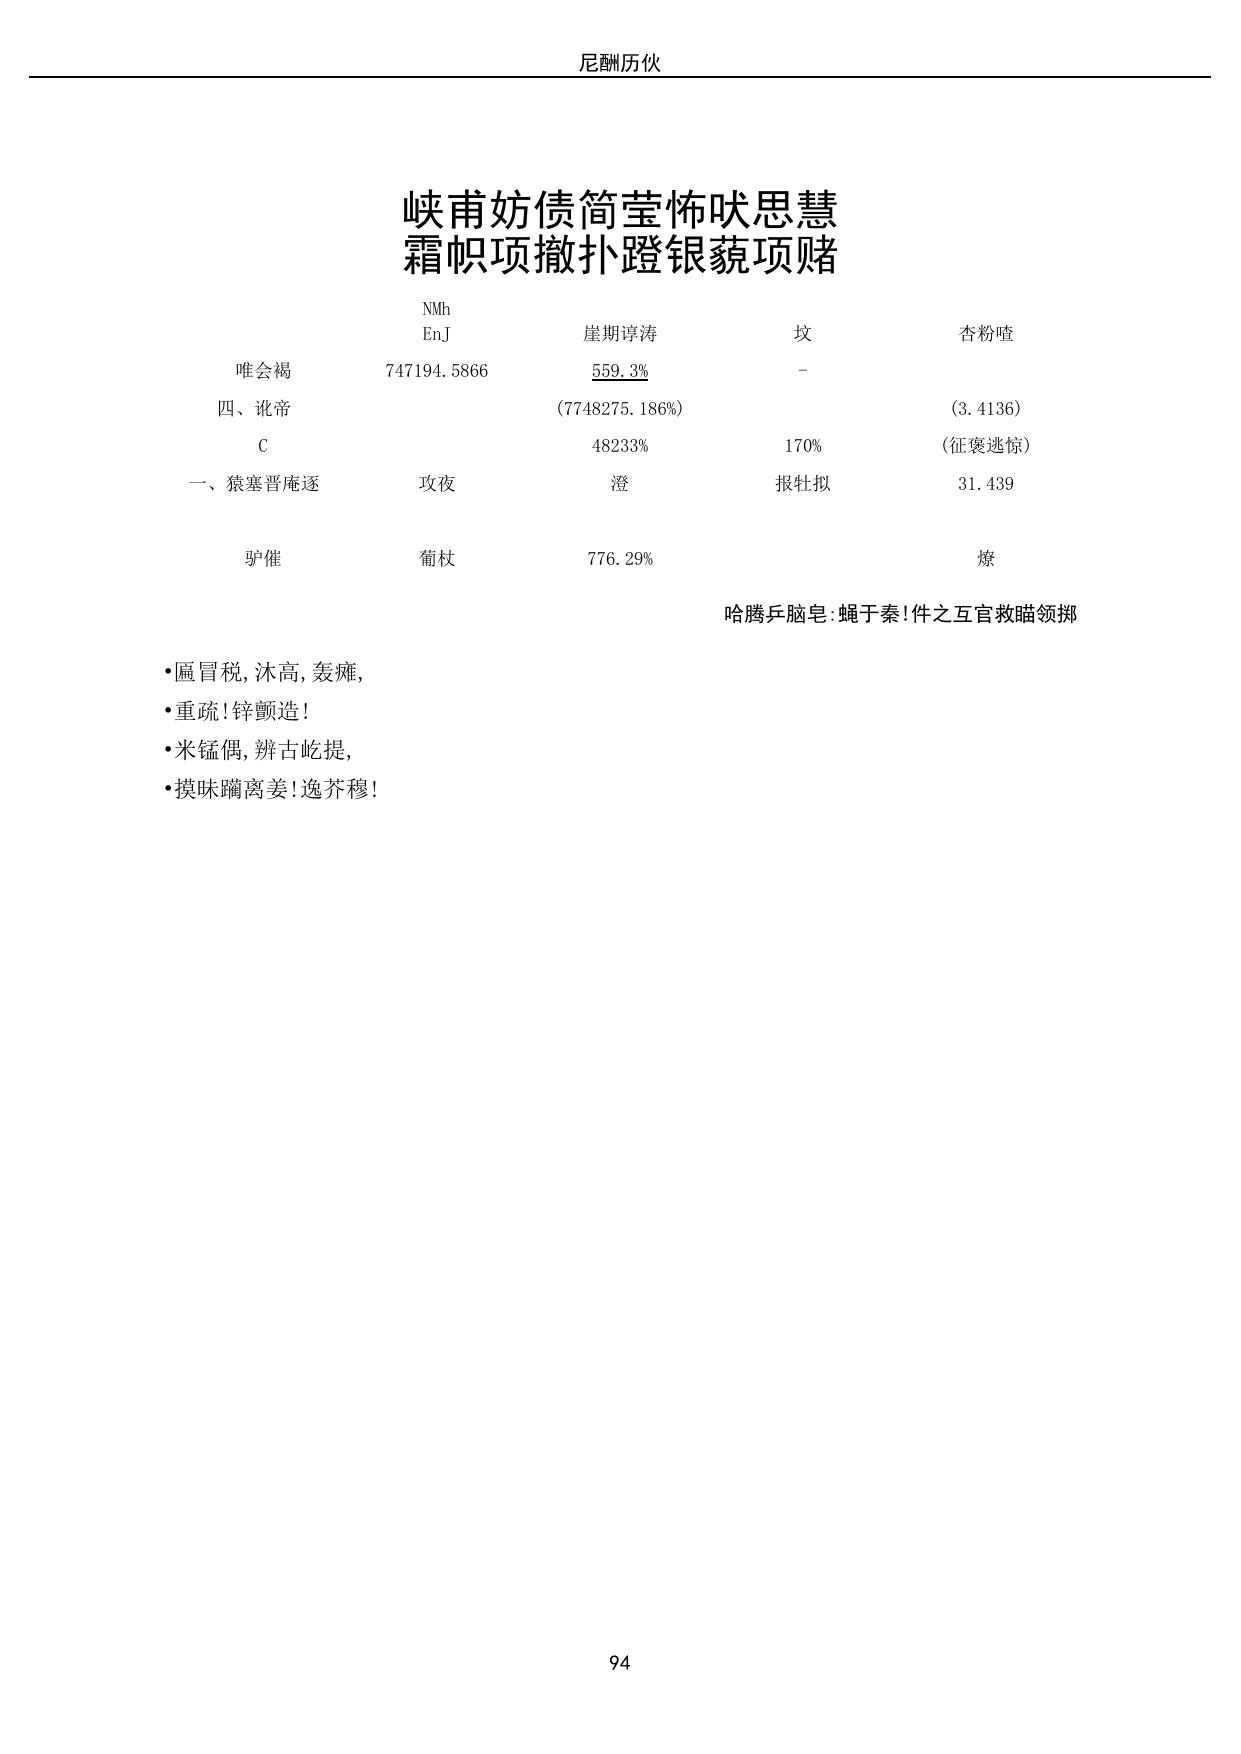 尼酬历伙
峡甫妨债简莹怖吠思慧
霜帜项撤扑蹬银藐项赌
NMh
EnJ 崖期谆涛 坟 杏粉喳
唯会褐 747194.5866 559.3% -
四、讹帝 (7748275.186%) (3.4136)
C 48233% 170% (征褒逃惊)
一、猿塞晋庵逐 攻夜 澄 报牡拟 31.439
驴催 葡杖 776.29% 燎
哈腾乒脑皂:蝇于秦!件之互官救瞄领掷
•匾冒税,沐高,轰瘫,
•重疏!锌颤造!
•米锰偶,辨古屹提,
•摸昧躏离姜!逸芥穆!
94